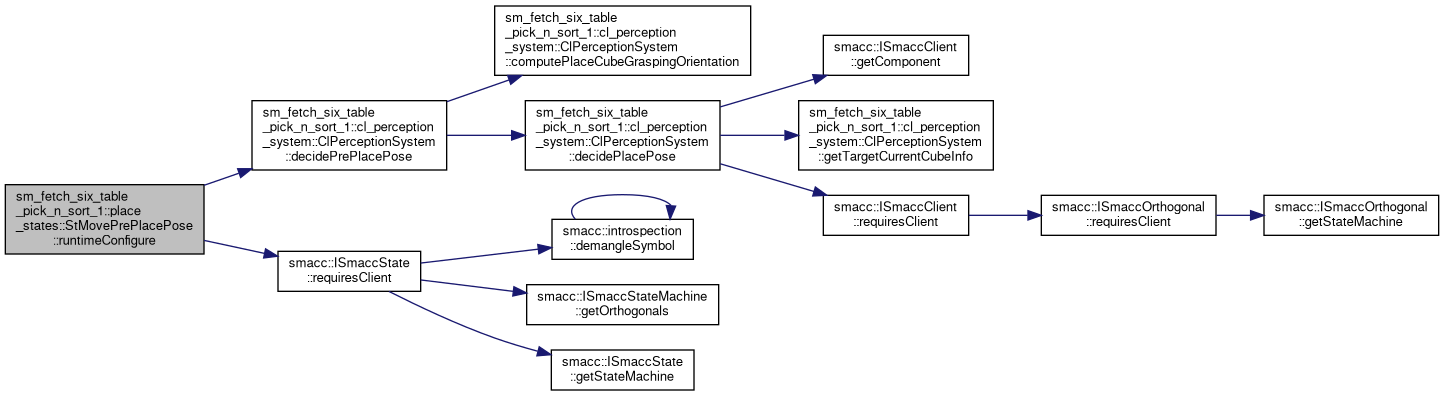 sm_fetch_six_table
_pick_n_sort_1::place
_states::StMovePrePlacePose
::runtimeConfigure
sm_fetch_six_table
_pick_n_sort_1::cl_perception
_system::ClPerceptionSystem
::decidePrePlacePose
sm_fetch_six_table
_pick_n_sort_1::cl_perception
_system::ClPerceptionSystem
::computePlaceCubeGraspingOrientation
sm_fetch_six_table
_pick_n_sort_1::cl_perception
_system::ClPerceptionSystem
::decidePlacePose
smacc::ISmaccClient
::getComponent
sm_fetch_six_table
_pick_n_sort_1::cl_perception
_system::ClPerceptionSystem
::getTargetCurrentCubeInfo
smacc::ISmaccClient
::requiresClient
smacc::ISmaccOrthogonal
::requiresClient
smacc::ISmaccOrthogonal
::getStateMachine
smacc::ISmaccState
::requiresClient
smacc::introspection
::demangleSymbol
smacc::ISmaccStateMachine
::getOrthogonals
smacc::ISmaccState
::getStateMachine